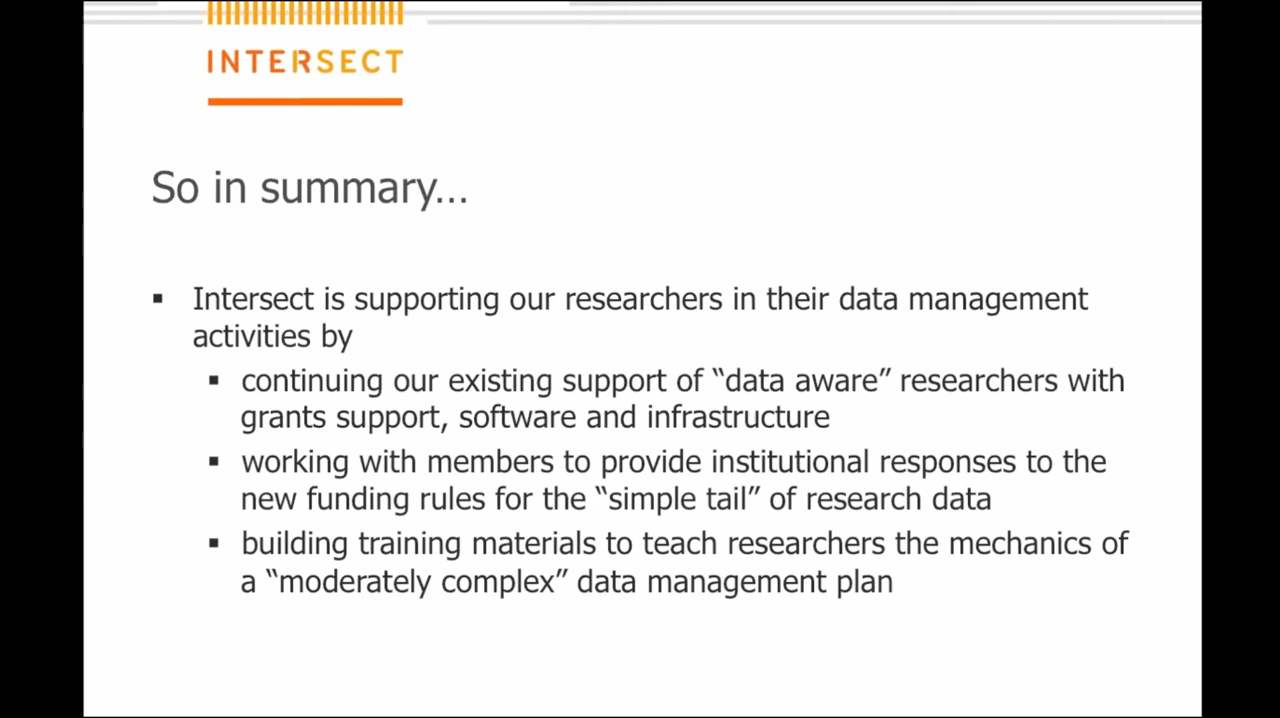 INTERSECT
So in summary...
▪ Intersect is supporting our researchers in their data management
activities by
▪ continuing our existing support of “data aware” researchers with
grants support, software and infrastructure
▪ working with members to provide institutional responses to the
new funding rules for the “simple tail” of research data
▪ building training materials to teach researchers the mechanics of
a “moderately complex” data management plan